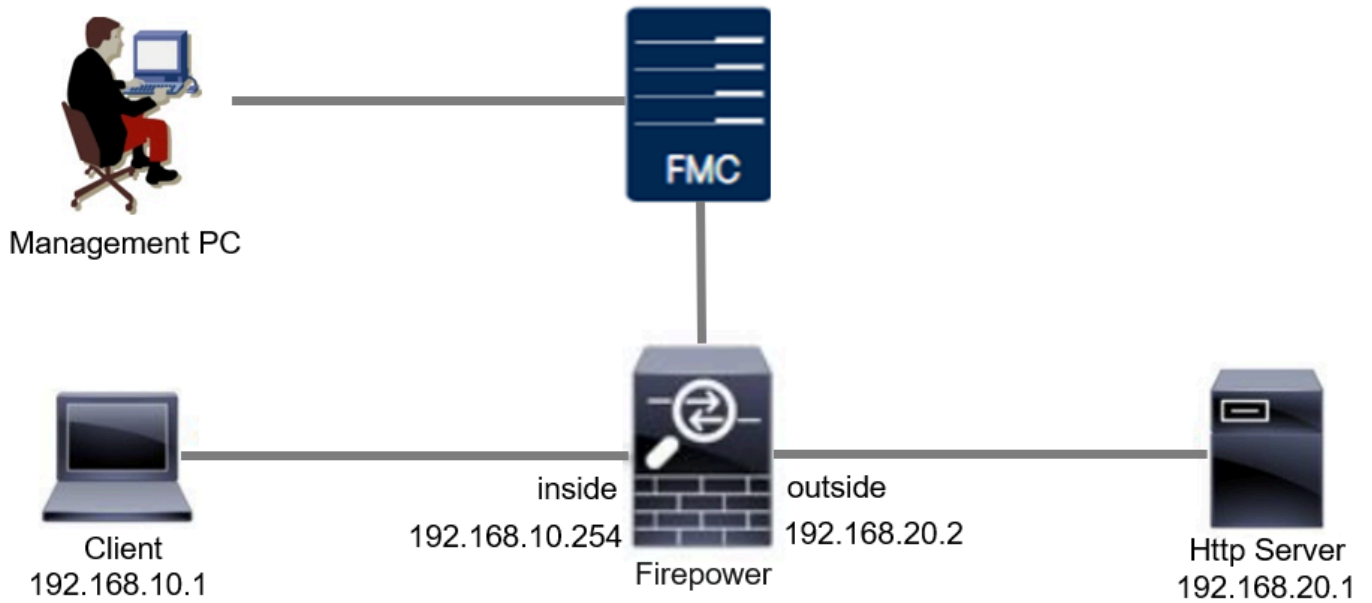 FMC
Management PC
inside
outside
192.168.10.254
192.168.20.2
Client
192.168.10.1
Firepower
Http Server
192.168.20.1